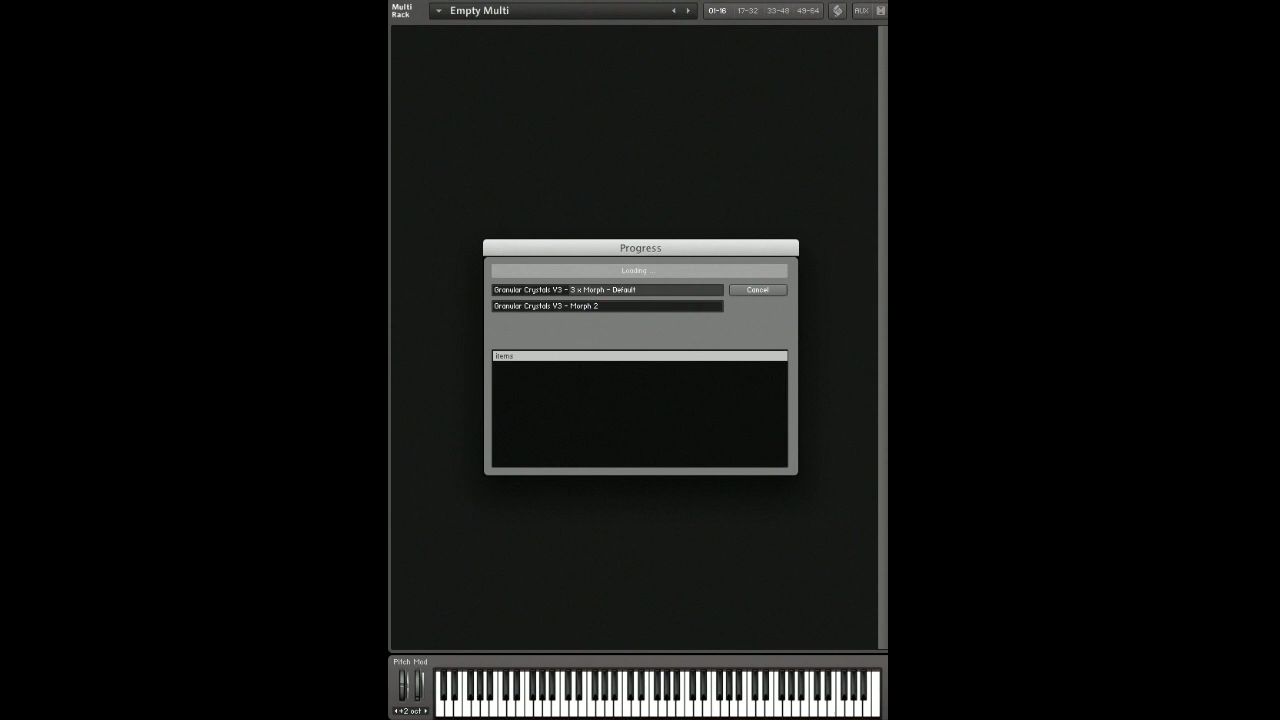 Multi Rack
Empty Multi
01-16 17-32 33-48 49-64 AUX
Progress
Loading ...
Granular Crystals V3 - 3 x Morph - Default
Cancel
Granular Crystals V3 - Morph 2
items
Pitch Mod
+2 oct